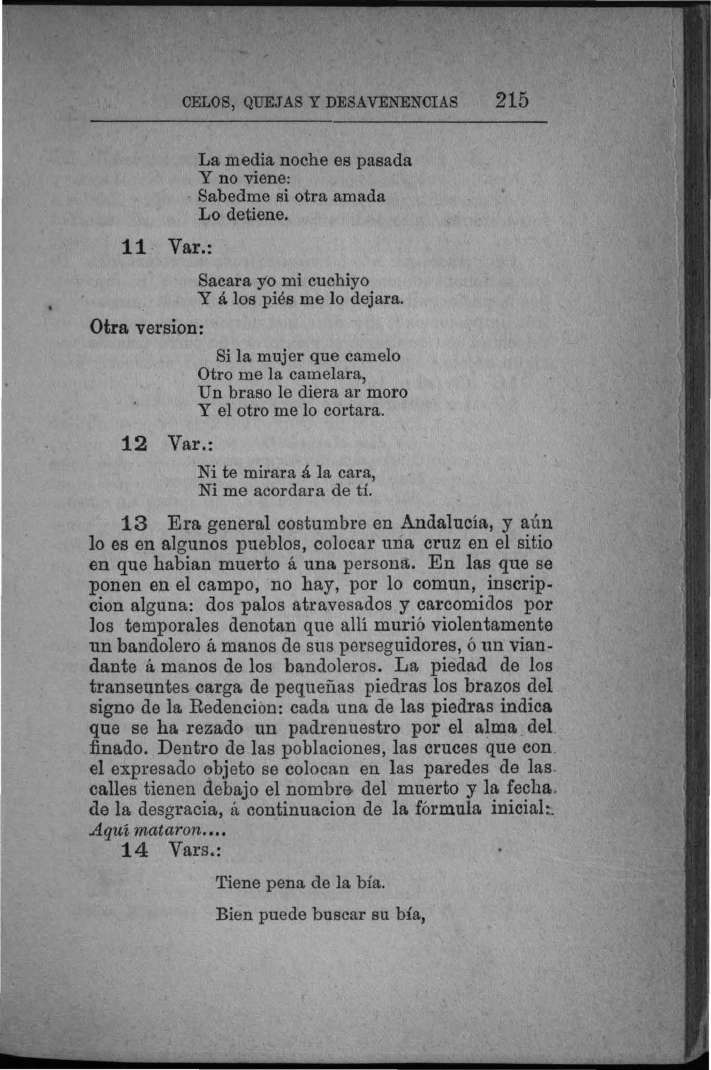 CELOS, QUEJAS Y DESAVENENCIAS 215
La media noche es pasada
Y no viene:
Sabedme si otra amada
Lo detiene.
11 Var.:
Sacara yo mi cuchiyo
Y á los piés me lo dejara.
Otra version:
Si la mujer que camelo
Otro me la camelara,
Un braso le diera ar moro
Y el otro me lo cortara.
12 Var.:
Ni te mirara á la cara,
Ni me acordara de tí.
13 Era general costumbre en Andalucía, y aún
lo es en algunos pueblos, colocar una cruz en el sitio
en que habian muerto á una persona. En las que se
ponen en el campo, no hay, por lo comun, inscrip-
cion alguna: dos palos atravesados y carcomidos por
los temporales denotan que allí murió violentamente
un bandolero á manos de sus perseguidores, ó un vian-
dante á manos de los bandoleros. La piedad de los
transeuntes carga de pequeñas piedras los brazos del
signo de la Redencion: cada una de las piedras indica
que se ha rezado un padrenuestro por el alma del
finado. Dentro de las poblaciones, las cruces que con
el expresado objeto se colocan en las paredes de las
calles tienen debajo el nombre del muerto y la fecha
de la desgracia, á continuacion de la fórmula inicial:
Aquí mataron....
14 Vars.:
Tiene pena de la bía.
Bien puede buscar su bía,